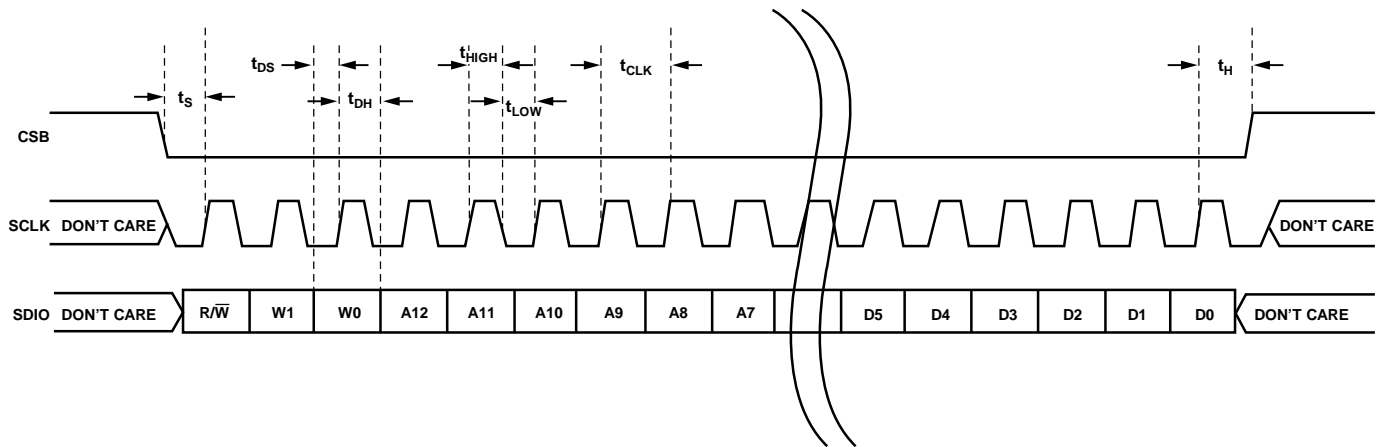 tDS
tHIGH
tCLK
tH
tS
tDH
tLOW
CSB
SCLK DON'T CARE DON'T CARE
SDIO DON'T CARE R/W̅ W1 W0 A12 A11 A10 A9 A8 A7 D5 D4 D3 D2 D1 D0 DON'T CARE